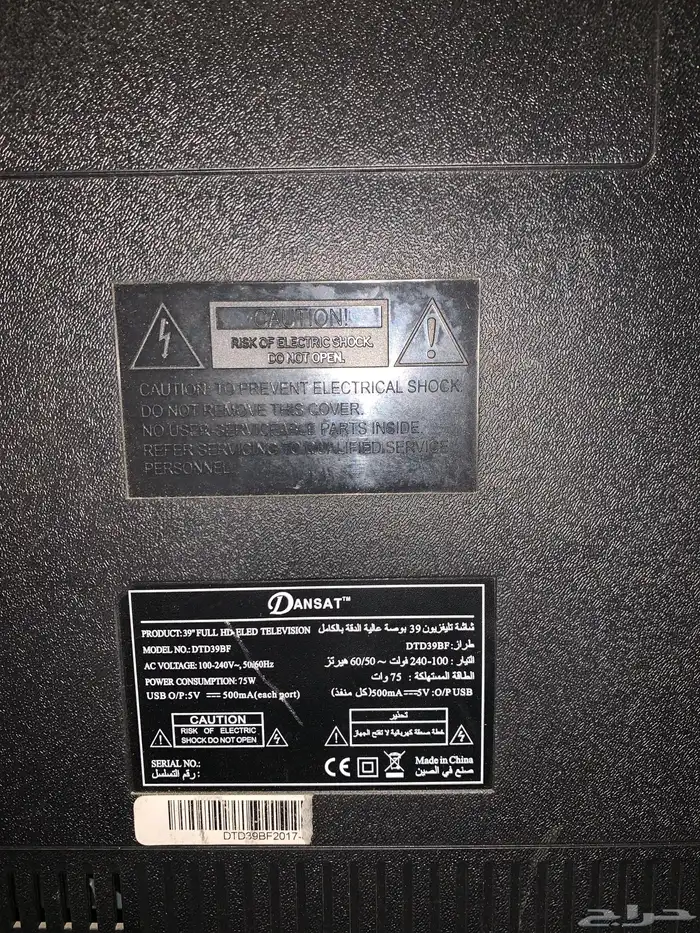 CAUTION!
RISK OF ELECTRIC SHOCK.
DO NOT OPEN.
CAUTION: TO PREVENT ELECTRICAL SHOCK.
DO NOT REMOVE THIS COVER.
NO USER-SERVICEABLE PARTS INSIDE.
REFER SERVICING TO QUALIFIED SERVICE
PERSONNEL
DANSAT™
PRODUCT: 39" FULL HD ELED TELEVISION شاشة تليفزيون 39 بوصة عالية الدقة بالكامل
MODEL NO.: DTD39BF طراز: DTD39BF
AC VOLTAGE: 100-240V~, 50/60Hz التيار : 100-240 فولت ~ 60/50 هيرتز
POWER CONSUMPTION: 75W الطاقة المستهلكة : 75 وات
USB O/P: 5V ⎓ 500mA(each port) O/P USB: 5V⎓500mA(كل منفذ)
CAUTION تحذير
RISK OF ELECTRIC
SHOCK DO NOT OPEN
خطة صطة كهربائية لا تفتح الجهاز
SERIAL NO.:
رقم التسلسل :
CE
Made in China
صنع في الصين
DTD39BF2017-
حراج